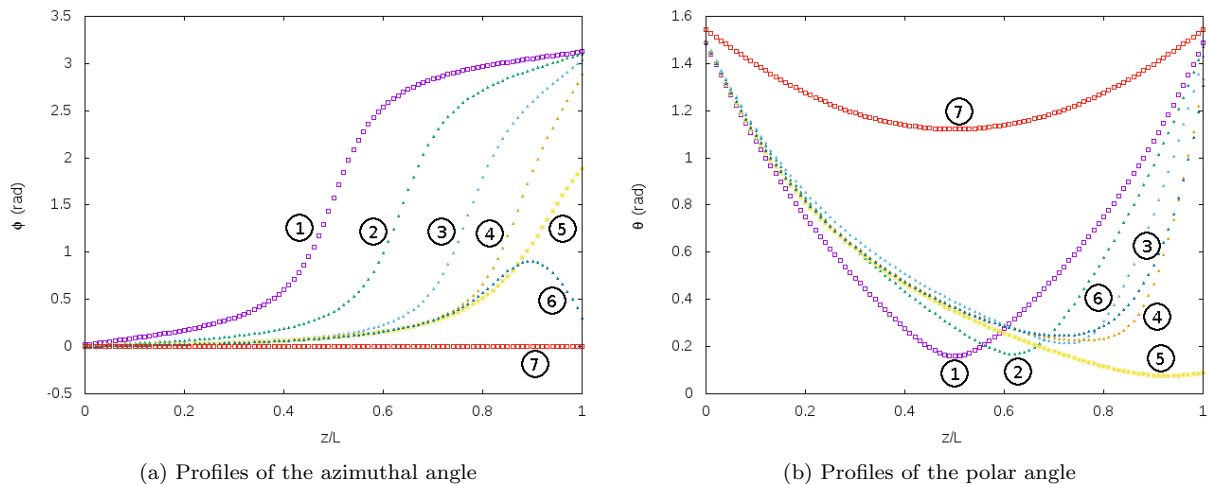 3.5
3
2.5
2
1.5
1
0.5
0
-0.5
0 0.2 0.4 0.6 0.8 1
ϕ (rad)
z/L
1 2 3 4 5
6
7
(a) Profiles of the azimuthal angle
1.6
1.4
1.2
1
0.8
0.6
0.4
0.2
0
0 0.2 0.4 0.6 0.8 1
θ (rad)
z/L
7
3
6
4
5
1 2
(b) Profiles of the polar angle